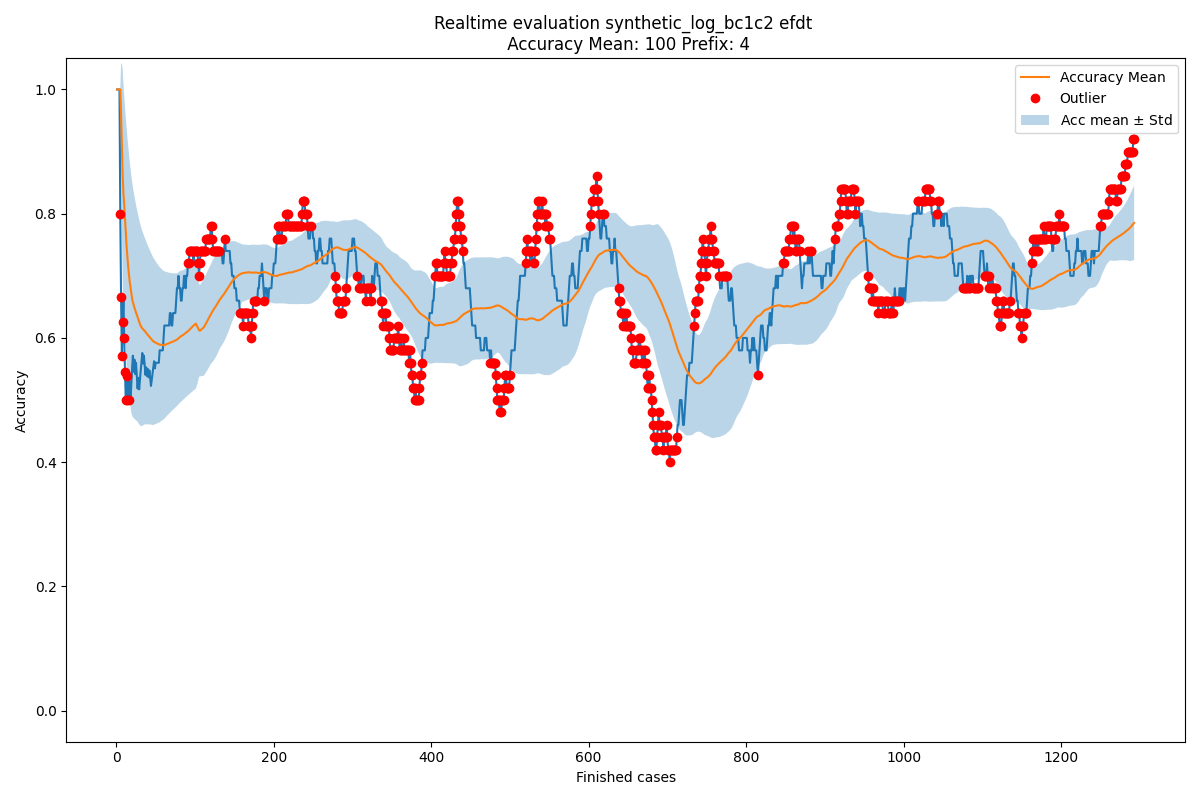 Realtime evaluation synthetic_log_bc1c2 efdt
Accuracy Mean: 100 Prefix: 4
Accuracy Mean
Outlier
Acc mean ± Std
Accuracy
1.0
0.8
0.6
0.4
0.2
0.0
0 200 400 600 800 1000 1200
Finished cases